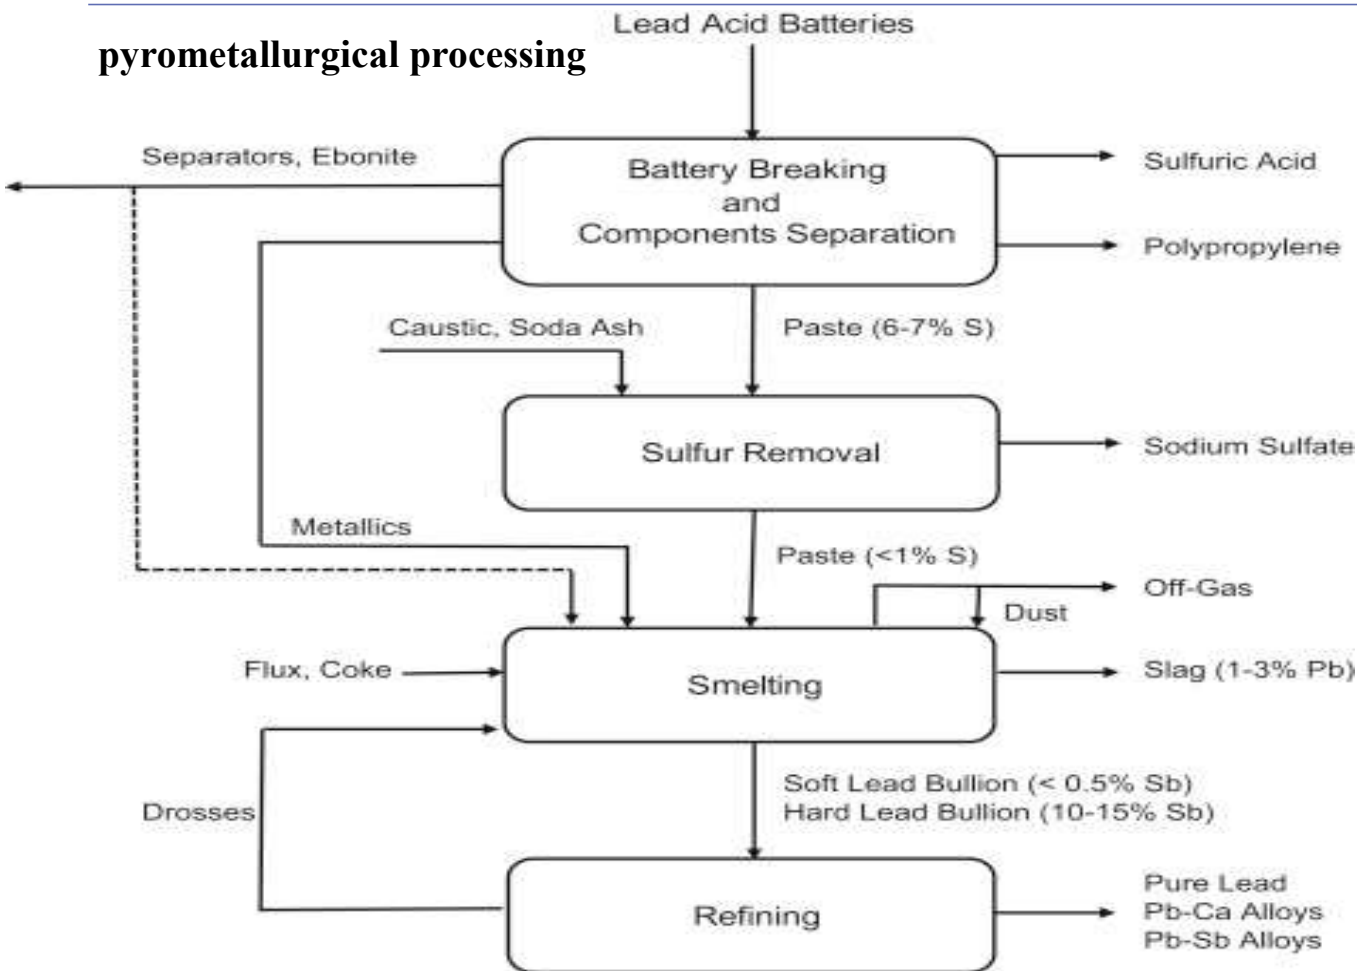 Lead Acid Batteries
pyrometallurgical processing
Separators, Ebonite
Battery Breaking
and
Components Separation
Sulfuric Acid
Polypropylene
Caustic, Soda Ash
Paste (6-7% S)
Sulfur Removal
Sodium Sulfate
Metallics
Paste (<1% S)
Off-Gas
Dust
Flux, Coke
Smelting
Slag (1-3% Pb)
Soft Lead Bullion (< 0.5% Sb)
Hard Lead Bullion (10-15% Sb)
Drosses
Refining
Pure Lead
Pb-Ca Alloys
Pb-Sb Alloys